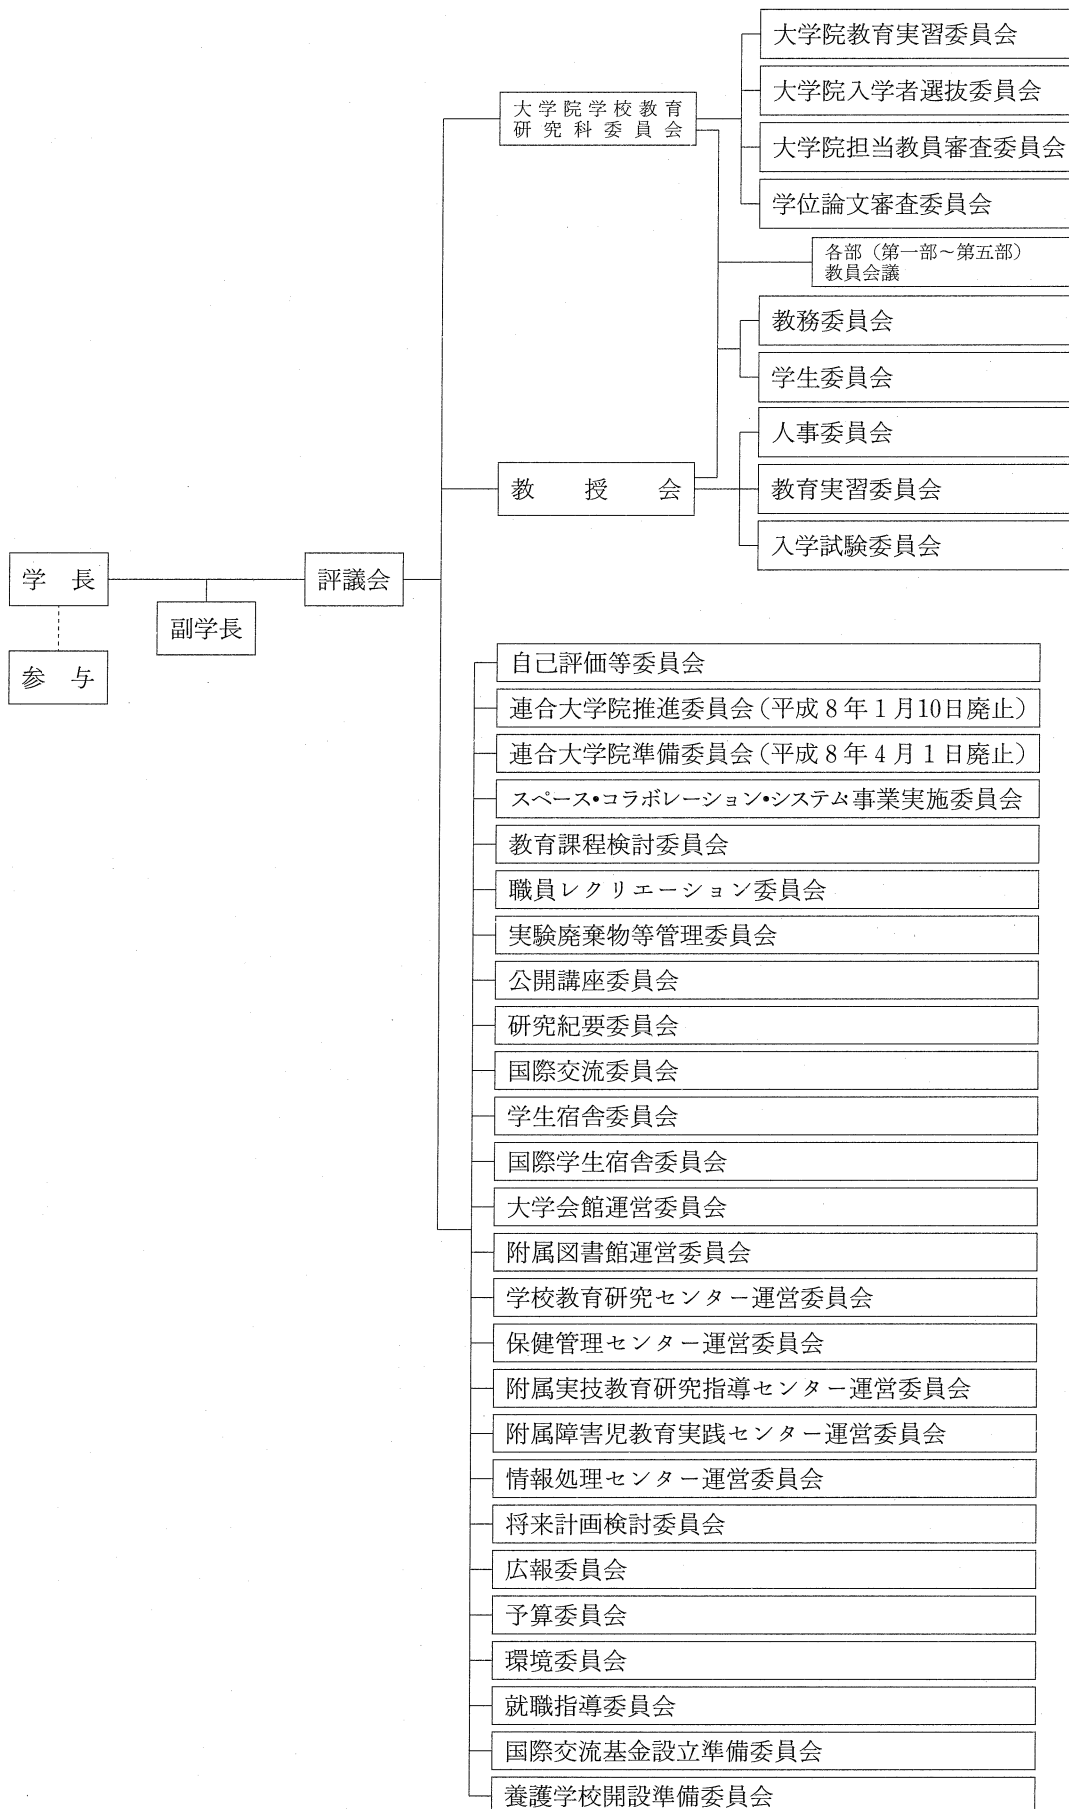 大学院教育実習委員会
大学院入学者選抜委員会
大学院担当教員審査委員会
学位論文審査委員会
大学院学校教育
研究科委員会
各部（第一部～第五部）
教員会議
教務委員会
学生委員会
人事委員会
教育実習委員会
入学試験委員会
教授会
学長
副学長
評議会
参与
自己評価等委員会
連合大学院推進委員会（平成8年1月10日廃止）
連合大学院準備委員会（平成8年4月1日廃止）
スペース・コラボレーション・システム事業実施委員会
教育課程検討委員会
職員レクリエーション委員会
実験廃棄物等管理委員会
公開講座委員会
研究紀要委員会
国際交流委員会
学生宿舎委員会
国際学生宿舎委員会
大学会館運営委員会
附属図書館運営委員会
学校教育研究センター運営委員会
保健管理センター運営委員会
附属実技教育研究指導センター運営委員会
附属障害児教育実践センター運営委員会
情報処理センター運営委員会
将来計画検討委員会
広報委員会
予算委員会
環境委員会
就職指導委員会
国際交流基金設立準備委員会
養護学校開設準備委員会